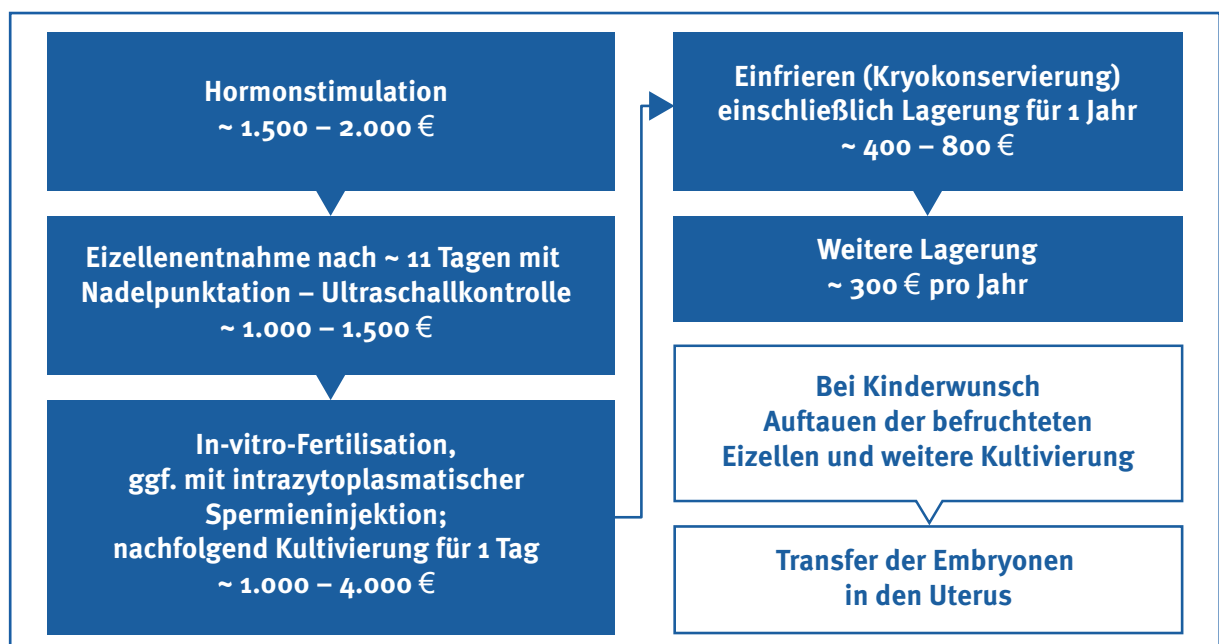 Hormonstimulation
~ 1.500 – 2.000 €
Eizellenentnahme nach ~ 11 Tagen mit
Nadelpunktation – Ultraschallkontrolle
~ 1.000 – 1.500 €
In-vitro-Fertilisation,
ggf. mit intrazytoplasmatischer
Spermieninjektion;
nachfolgend Kultivierung für 1 Tag
~ 1.000 – 4.000 €
Einfrieren (Kryokonservierung)
einschließlich Lagerung für 1 Jahr
~ 400 – 800 €
Weitere Lagerung
~ 300 € pro Jahr
Bei Kinderwunsch
Auftauen der befruchteten
Eizellen und weitere Kultivierung
Transfer der Embryonen
in den Uterus